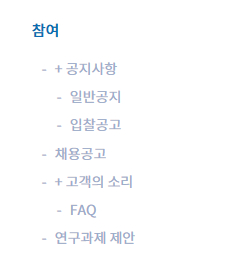 참여
- + 공지사항
- 일반공지
- 입찰공고
- 채용공고
- + 고객의 소리
- FAQ
- 연구과제 제안